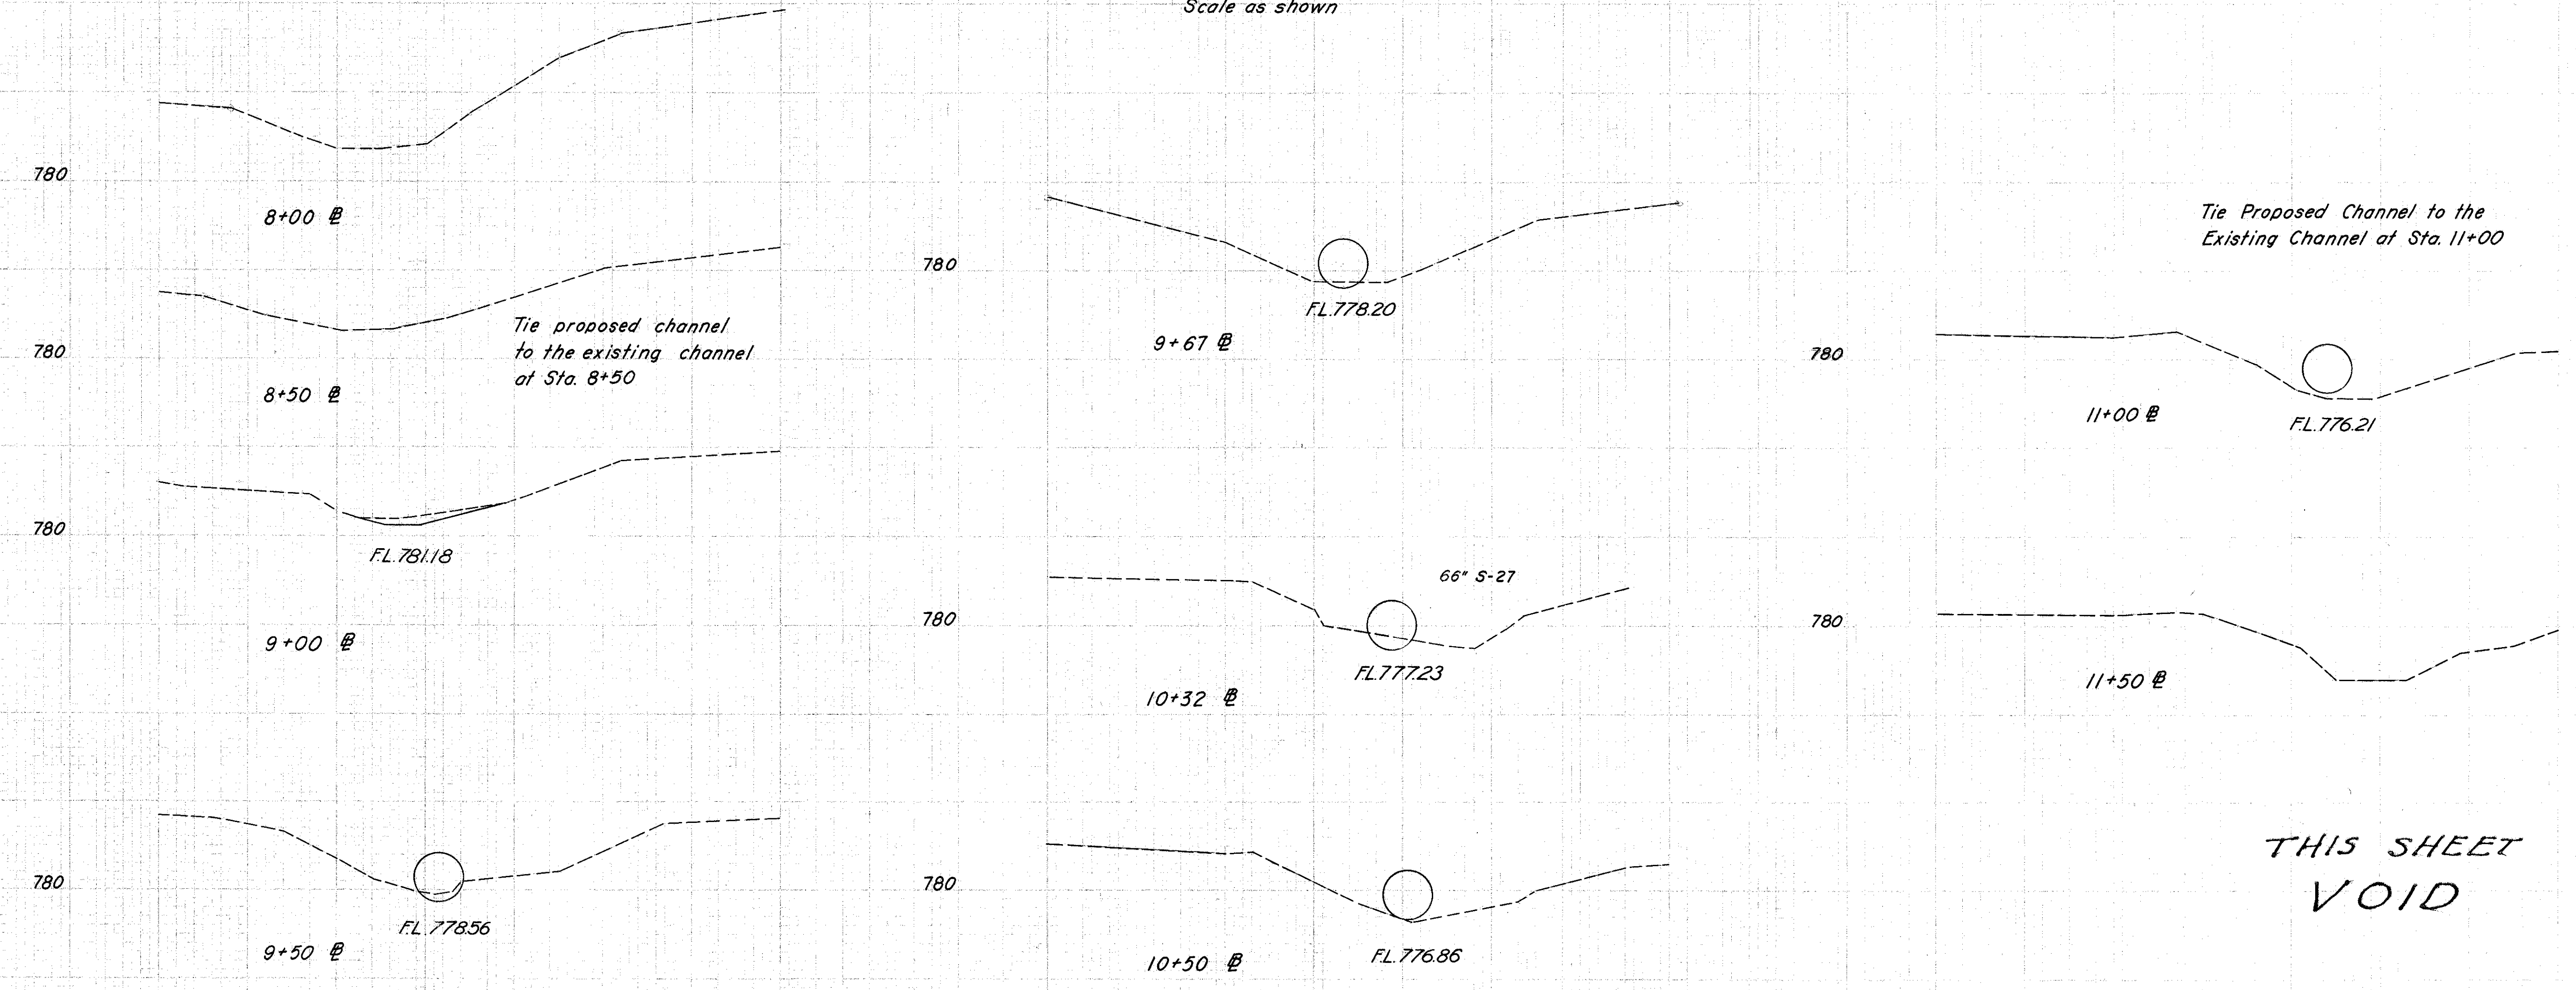 Scale as shown
780
8+00 ⅊
780
8+50 ⅊
Tie proposed channel
to the existing channel
at Sta. 8+50
780
F.L.781.18
9+00 ⅊
780
F.L.778.56
9+50 ⅊
780
F.L.778.20
9+67 ⅊
780
66" S-27
F.L.777.23
10+32 ⅊
780
F.L.776.86
10+50 ⅊
Tie Proposed Channel to the
Existing Channel at Sta. 11+00
780
11+00 ⅊
F.L.776.21
780
11+50 ⅊
THIS SHEET
VOID